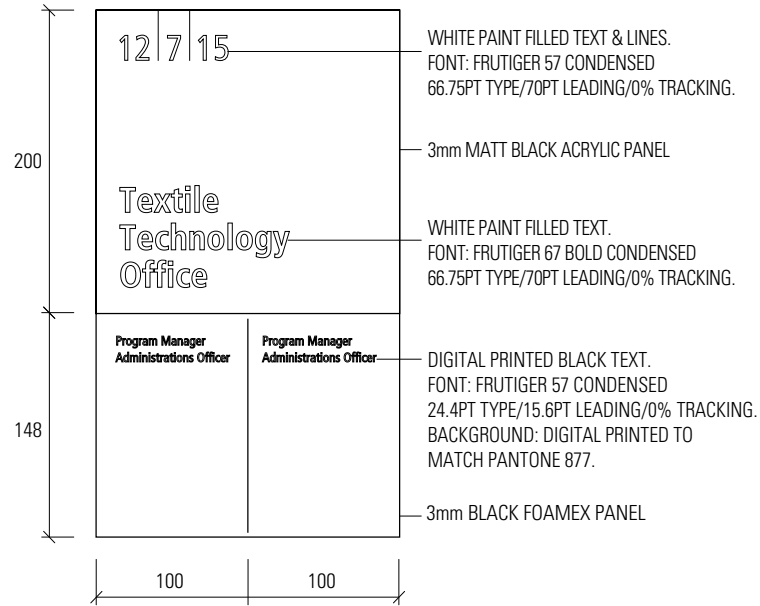 12 7 15
WHITE PAINT FILLED TEXT & LINES.
FONT: FRUTIGER 57 CONDENSED
66.75PT TYPE/70PT LEADING/0% TRACKING.
3mm MATT BLACK ACRYLIC PANEL
200
Textile
Technology
Office
WHITE PAINT FILLED TEXT.
FONT: FRUTIGER 67 BOLD CONDENSED
66.75PT TYPE/70PT LEADING/0% TRACKING.
Program Manager
Administrations Officer
Program Manager
Administrations Officer
DIGITAL PRINTED BLACK TEXT.
FONT: FRUTIGER 57 CONDENSED
24.4PT TYPE/15.6PT LEADING/0% TRACKING.
BACKGROUND: DIGITAL PRINTED TO
MATCH PANTONE 877.
148
3mm BLACK FOAMEX PANEL
100
100